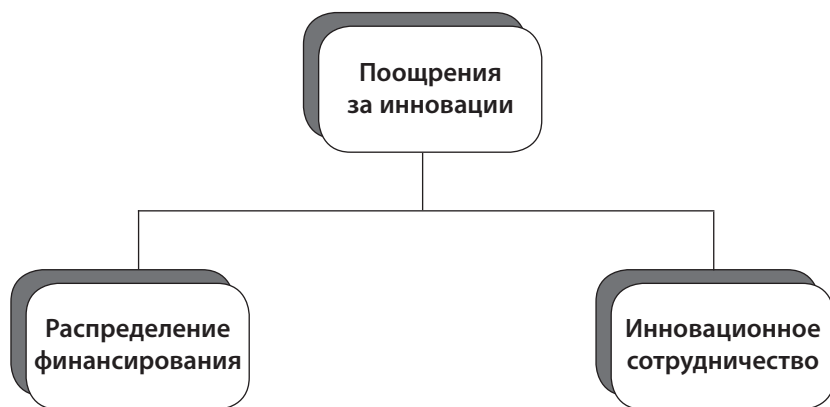 Поощрения
за инновации
Распределение
финансирования
Инновационное
сотрудничество